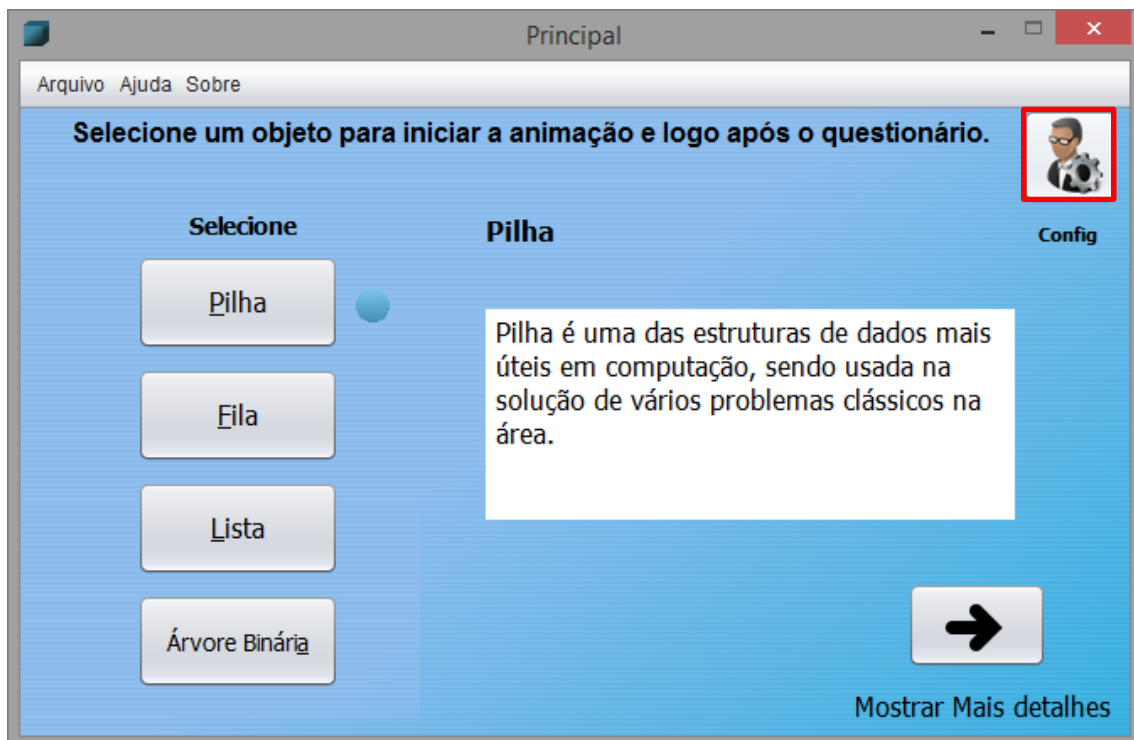 Principal
Arquivo Ajuda Sobre
Selecione um objeto para iniciar a animação e logo após o questionário.
Selecione
Pilha
Config
Pilha
Pilha é uma das estruturas de dados mais
úteis em computação, sendo usada na
solução de vários problemas clássicos na
área.
Fila
Lista
Árvore Binária
Mostrar Mais detalhes